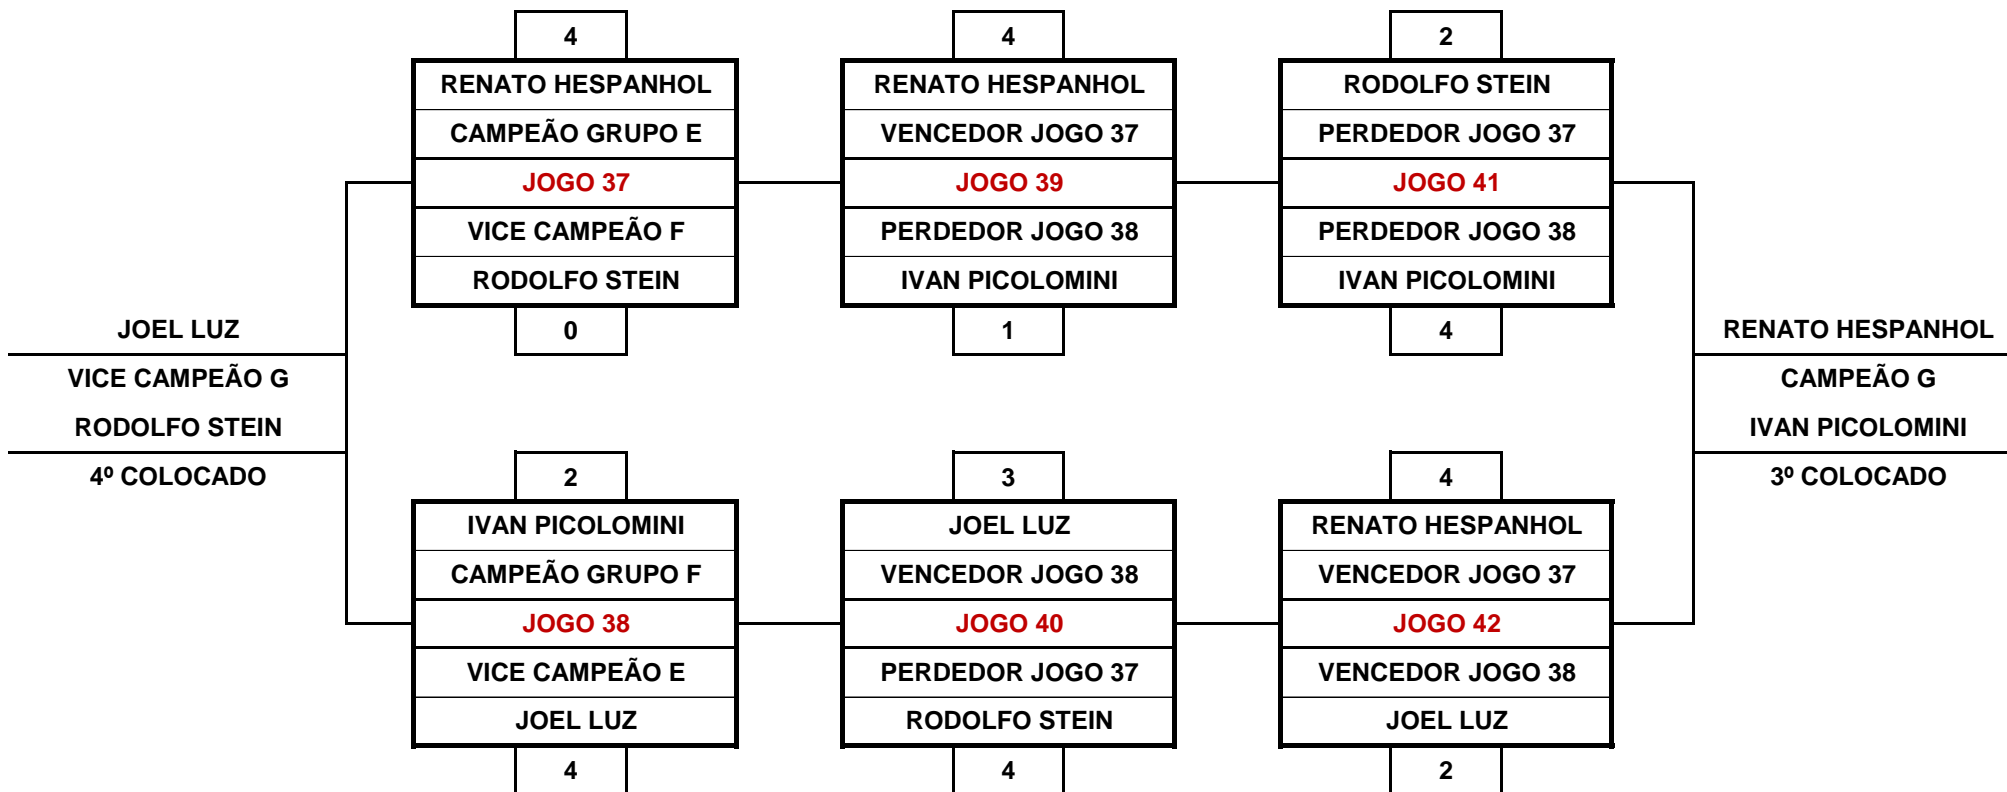 4 4 2
RENATO HESPANHOL RENATO HESPANHOL RODOLFO STEIN
CAMPEÃO GRUPO E VENCEDOR JOGO 37 PERDEDOR JOGO 37
JOGO 37 JOGO 39 JOGO 41
VICE CAMPEÃO F PERDEDOR JOGO 38 PERDEDOR JOGO 38
RODOLFO STEIN IVAN PICOLOMINI IVAN PICOLOMINI
JOEL LUZ 0 1 4 RENATO HESPANHOL
VICE CAMPEÃO G CAMPEÃO G
RODOLFO STEIN IVAN PICOLOMINI
4º COLOCADO 2 3 4 3º COLOCADO
IVAN PICOLOMINI JOEL LUZ RENATO HESPANHOL
CAMPEÃO GRUPO F VENCEDOR JOGO 38 VENCEDOR JOGO 37
JOGO 38 JOGO 40 JOGO 42
VICE CAMPEÃO E PERDEDOR JOGO 37 VENCEDOR JOGO 38
JOEL LUZ RODOLFO STEIN JOEL LUZ
4 4 2